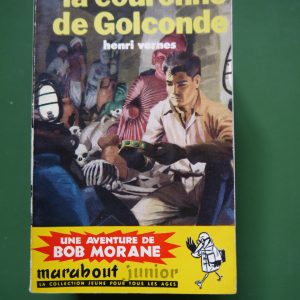 la couronne
de Golconde
henri vernes
UNE AVENTURE DE
BOB MORANE
marabout junior
LA COLLECTION JEUNE POUR TOUS LES AGES